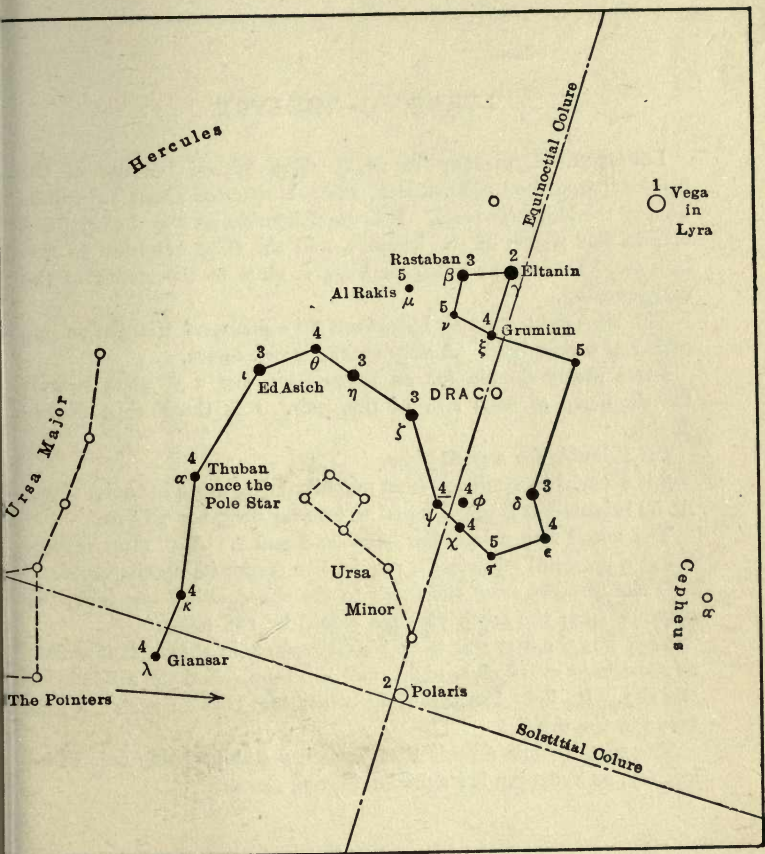 Hercules
Equinoctial Colure
1
Vega
in
Lyra
Rastaban 3
β
2
Eltanin
γ
5
Al Rakis
μ
5
ν
4
Grumium
ξ
5
4
θ
3
ι
Ed Asich
3
η
DRACO
3
ζ
Ursa Major
4
α
Thuban
once the
Pole Star
4
ψ
4
φ
3
δ
4
χ
5
τ
4
ε
Ursa
Minor
Cepheus
α
4
κ
4
λ
Giansar
The Pointers
2
Polaris
Solstitial Colure